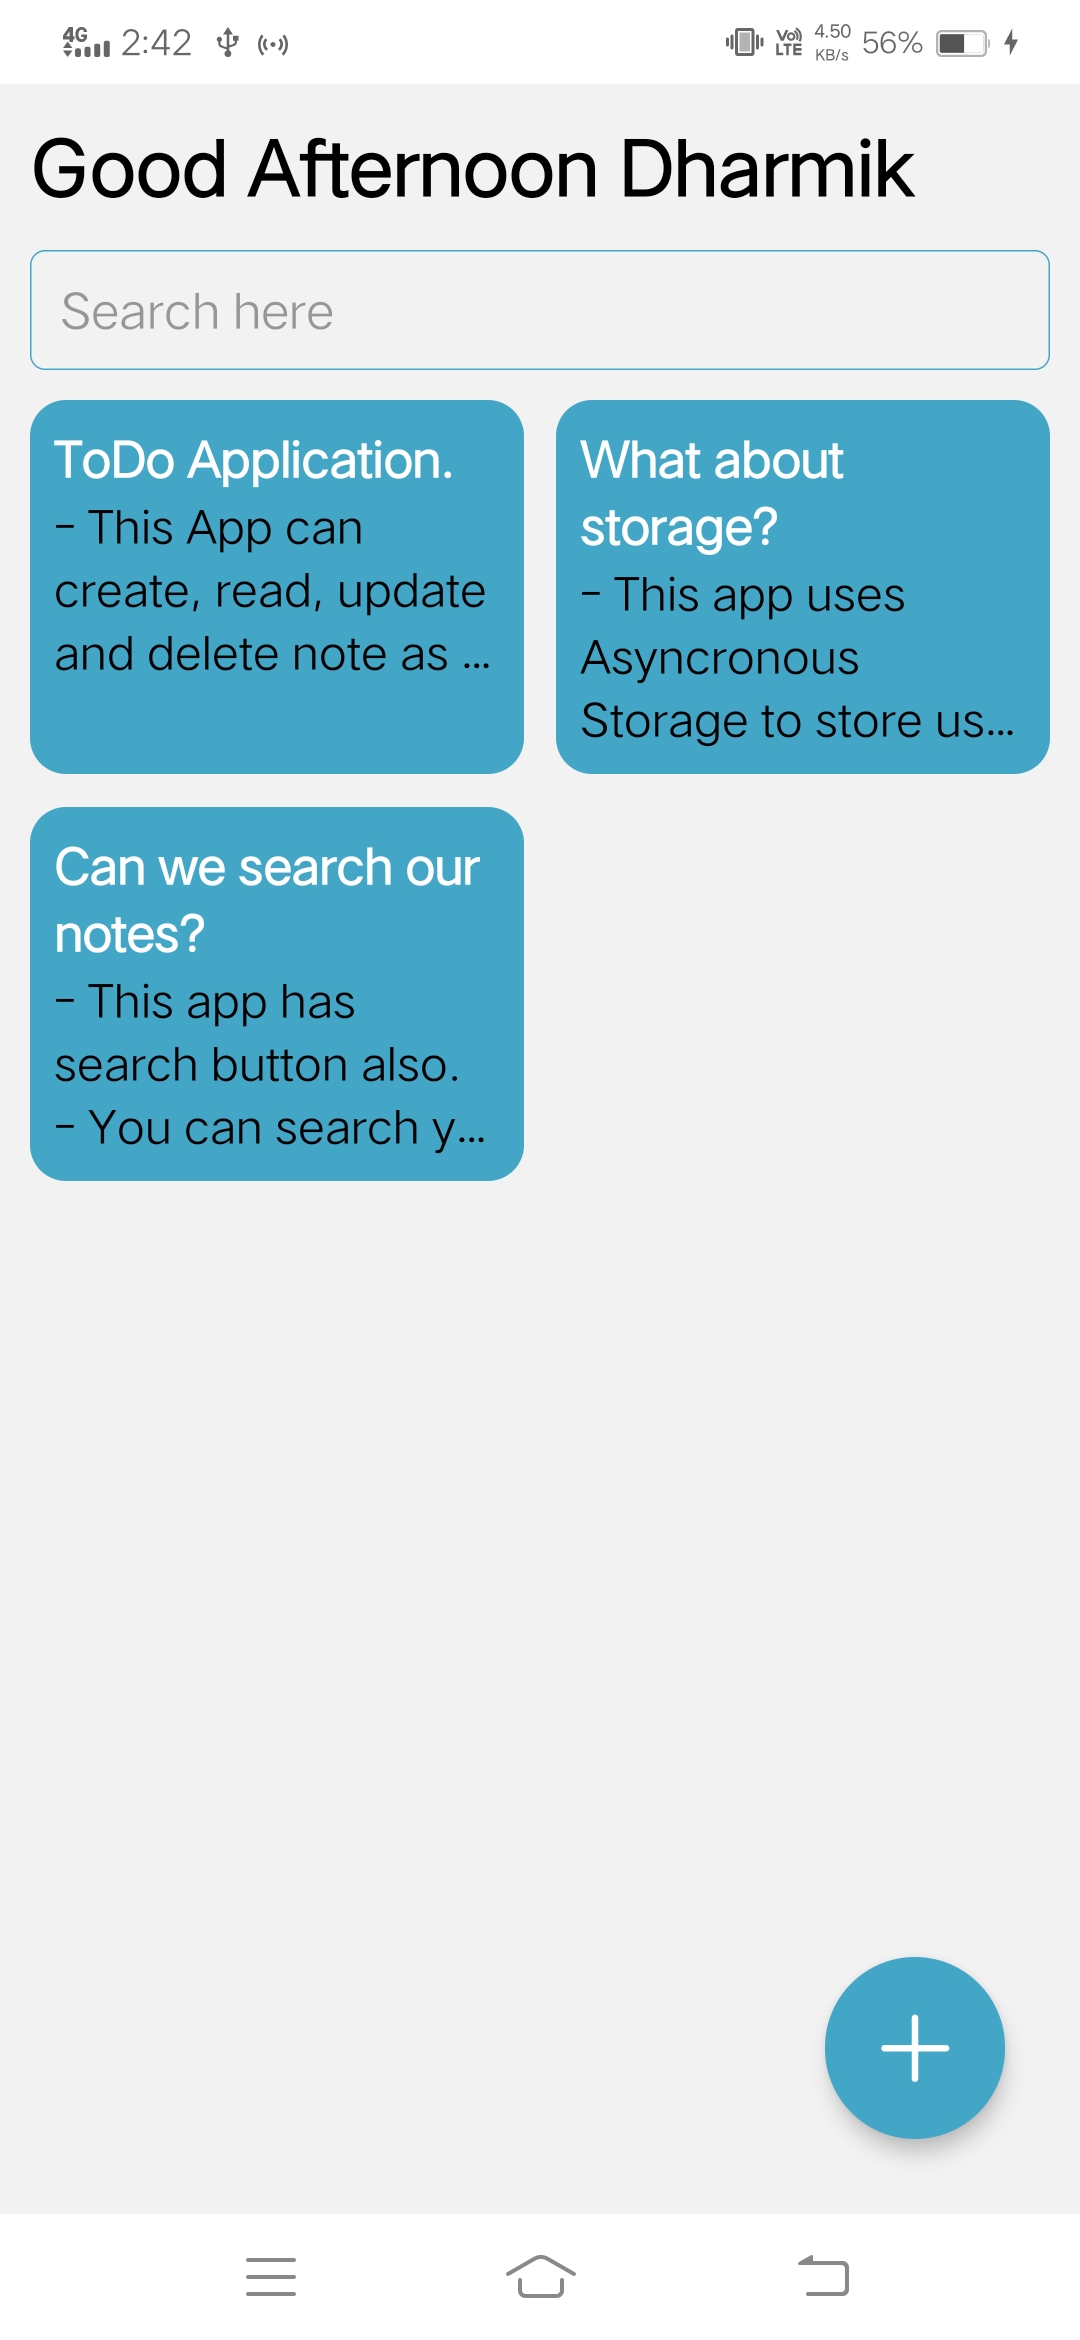 4G 2:42 Vo)) LTE 4.50 KB/s 56%
Good Afternoon Dharmik
Search here
ToDo Application.
- This App can
create, read, update
and delete note as ...
What about
storage?
- This app uses
Asyncronous
Storage to store us...
Can we search our
notes?
- This app has
search button also.
- You can search y...